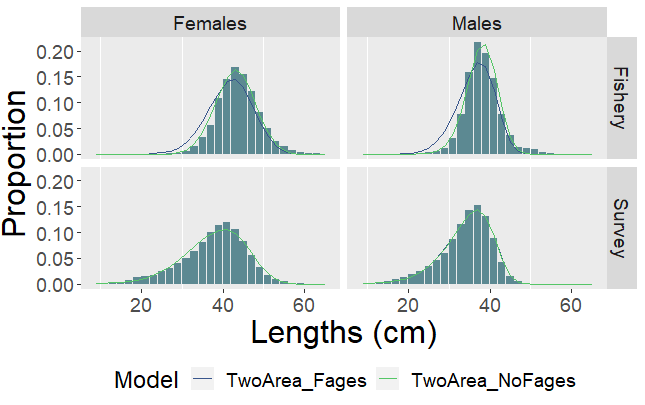 Females Males
0.20
0.15
0.10
0.05
0.00
Fishery
0.20
0.15
0.10
0.05
0.00
Survey
Proportion
20 40 60 20 40 60
Lengths (cm)
Model TwoArea_Fages TwoArea_NoFages